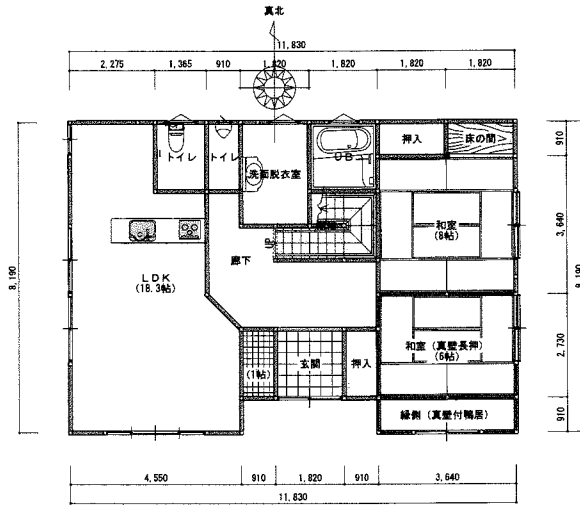 真北
11,830
2,275 1,365 910 1,820 1,820 1,820 1,820
トイレ トイレ 洗面脱衣室 UB 押入 床の間
910
和室
(8帖)
3,640
LDK
(18.3帖)
廊下
UP
8,190
8,190
和室(真壁長押)
(6帖)
2,730
(1帖) 玄関 押入
縁側(真壁付鴨居)
910
4,550 910 1,820 910 3,640
11,830